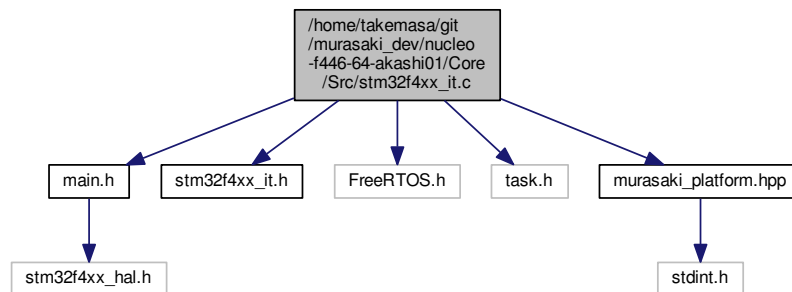 /home/takemasa/git
/murasaki_dev/nucleo
-f446-64-akashi01/Core
/Src/stm32f4xx_it.c
main.h
stm32f4xx_it.h
FreeRTOS.h
task.h
murasaki_platform.hpp
stm32f4xx_hal.h
stdint.h